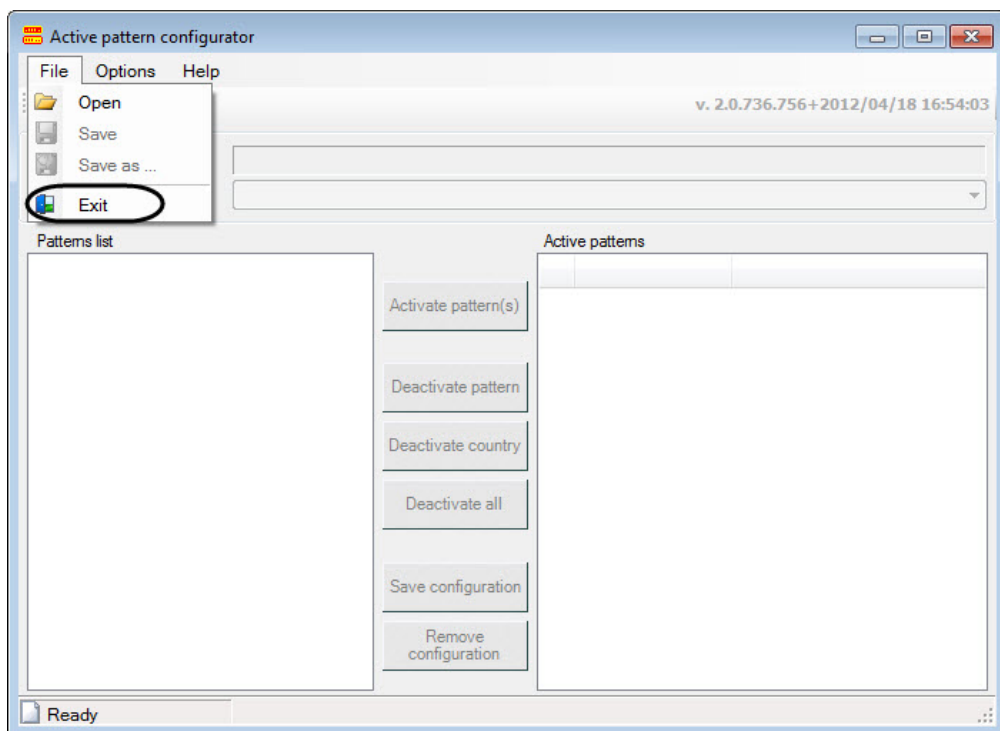 Active pattern configurator
File Options Help
Open
v. 2.0.736.756+2012/04/18 16:54:03
Save
Save as ...
Exit
Patterns list
Active patterns
Activate pattern(s)
Deactivate pattern
Deactivate country
Deactivate all
Save configuration
Remove
configuration
Ready